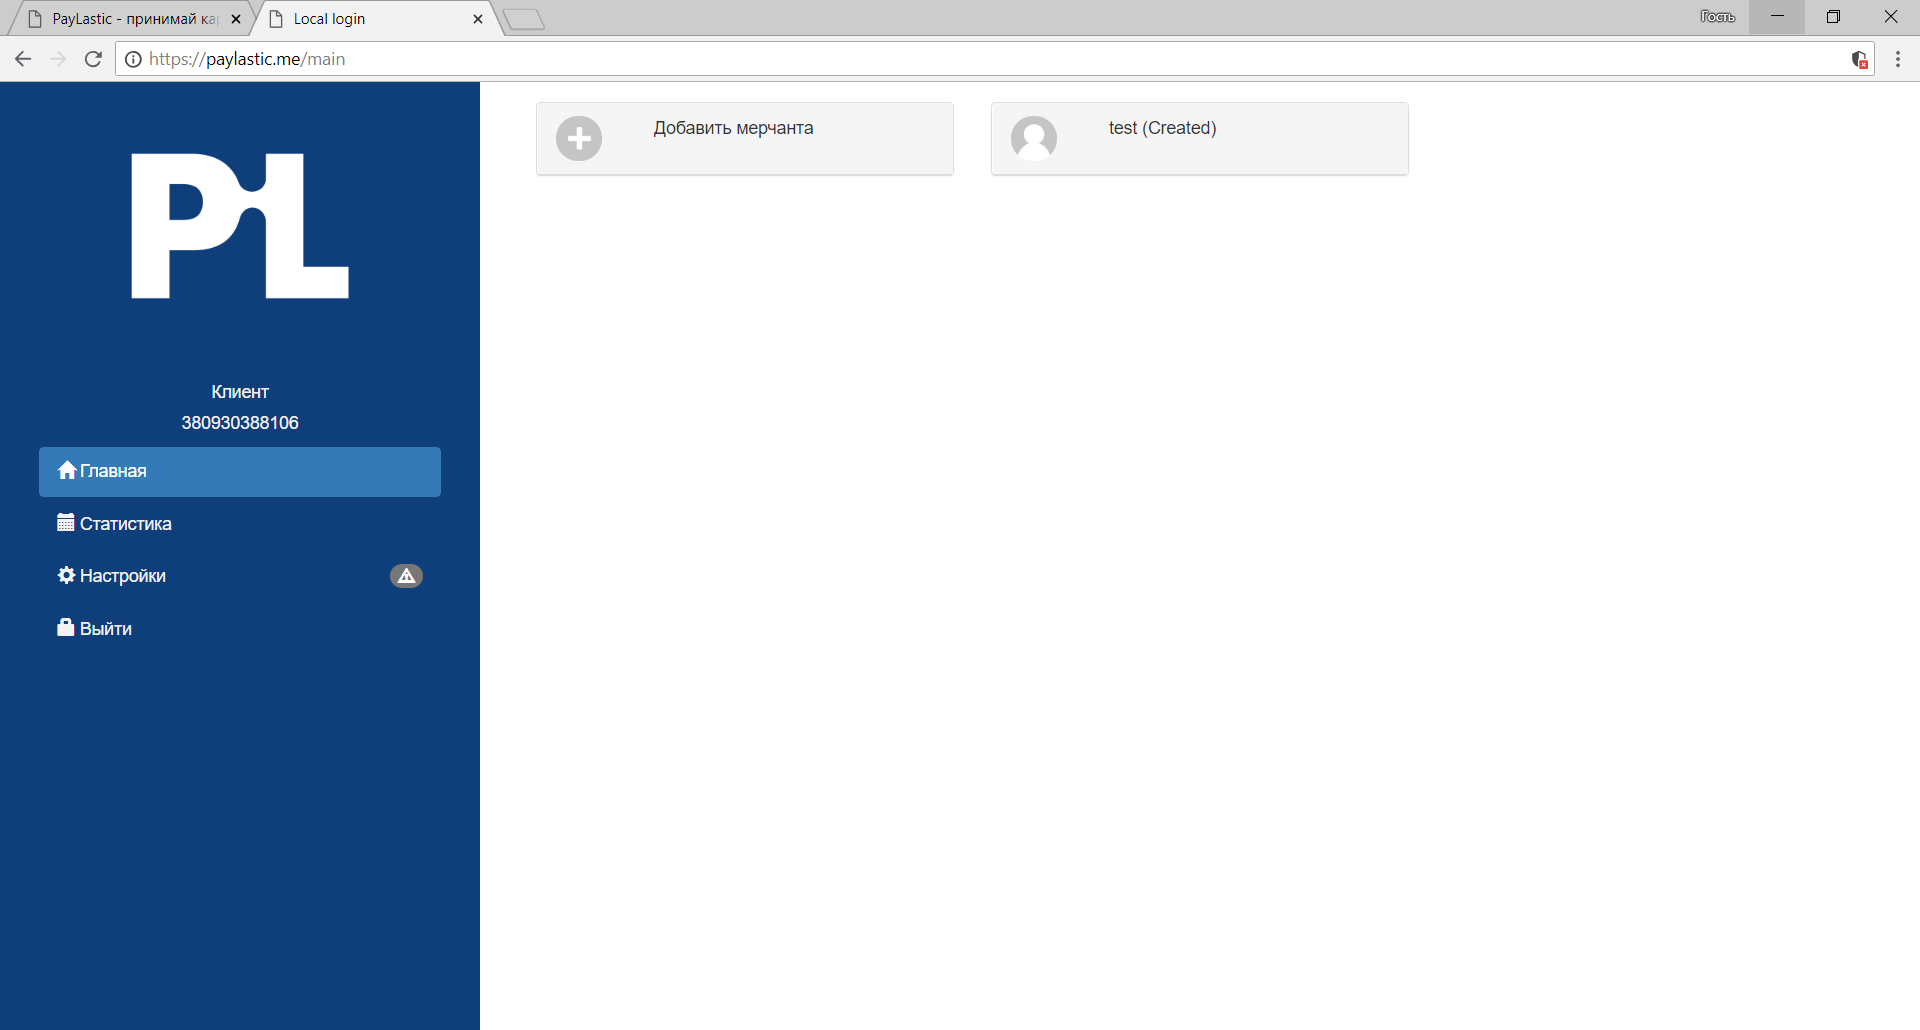 PayLastic - принимай ка
Local login
Гость
https://paylastic.me/main
PL
Клиент
380930388106
Главная
Статистика
Настройки
Выйти
Добавить мерчанта
test (Created)